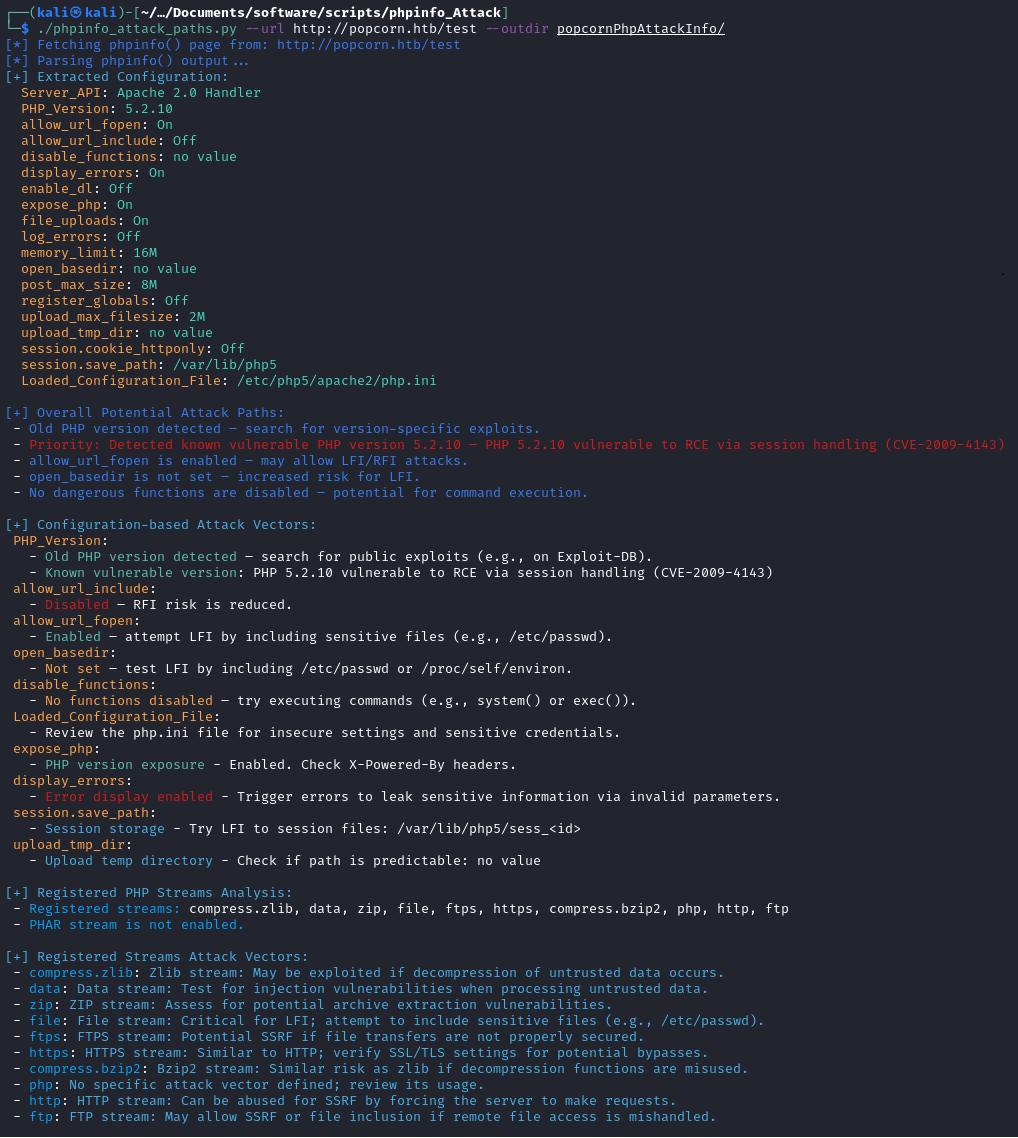 ┌──(kali㉿kali)-[~/…/Documents/software/scripts/phpinfo_Attack]
└─$ ./phpinfo_attack_paths.py --url http://popcorn.htb/test --outdir popcornPhpAttackInfo/
[*] Fetching phpinfo() page from: http://popcorn.htb/test
[*] Parsing phpinfo() output...
[+] Extracted Configuration:
Server_API: Apache 2.0 Handler
PHP_Version: 5.2.10
allow_url_fopen: On
allow_url_include: Off
disable_functions: no value
display_errors: On
enable_dl: Off
expose_php: On
file_uploads: On
log_errors: Off
memory_limit: 16M
open_basedir: no value
post_max_size: 8M
register_globals: Off
upload_max_filesize: 2M
upload_tmp_dir: no value
session.cookie_httponly: Off
session.save_path: /var/lib/php5
Loaded_Configuration_File: /etc/php5/apache2/php.ini
[+] Overall Potential Attack Paths:
- Old PHP version detected — search for version-specific exploits.
- Priority: Detected known vulnerable PHP version 5.2.10 — PHP 5.2.10 vulnerable to RCE via session handling (CVE-2009-4143)
- allow_url_fopen is enabled — may allow LFI/RFI attacks.
- open_basedir is not set — increased risk for LFI.
- No dangerous functions are disabled — potential for command execution.
[+] Configuration-based Attack Vectors:
PHP_Version:
- Old PHP version detected — search for public exploits (e.g., on Exploit-DB).
- Known vulnerable version: PHP 5.2.10 vulnerable to RCE via session handling (CVE-2009-4143)
allow_url_include:
- Disabled — RFI risk is reduced.
allow_url_fopen:
- Enabled — attempt LFI by including sensitive files (e.g., /etc/passwd).
open_basedir:
- Not set — test LFI by including /etc/passwd or /proc/self/environ.
disable_functions:
- No functions disabled — try executing commands (e.g., system() or exec()).
Loaded_Configuration_File:
- Review the php.ini file for insecure settings and sensitive credentials.
expose_php:
- PHP version exposure - Enabled. Check X-Powered-By headers.
display_errors:
- Error display enabled - Trigger errors to leak sensitive information via invalid parameters.
session.save_path:
- Session storage - Try LFI to session files: /var/lib/php5/sess_<id>
upload_tmp_dir:
- Upload temp directory - Check if path is predictable: no value
[+] Registered PHP Streams Analysis:
- Registered streams: compress.zlib, data, zip, file, ftps, https, compress.bzip2, php, http, ftp
- PHAR stream is not enabled.
[+] Registered Streams Attack Vectors:
- compress.zlib: Zlib stream: May be exploited if decompression of untrusted data occurs.
- data: Data stream: Test for injection vulnerabilities when processing untrusted data.
- zip: ZIP stream: Assess for potential archive extraction vulnerabilities.
- file: File stream: Critical for LFI; attempt to include sensitive files (e.g., /etc/passwd).
- ftps: FTPS stream: Potential SSRF if file transfers are not properly secured.
- https: HTTPS stream: Similar to HTTP; verify SSL/TLS settings for potential bypasses.
- compress.bzip2: Bzip2 stream: Similar risk as zlib if decompression functions are misused.
- php: No specific attack vector defined; review its usage.
- http: HTTP stream: Can be abused for SSRF by forcing the server to make requests.
- ftp: FTP stream: May allow SSRF or file inclusion if remote file access is mishandled.